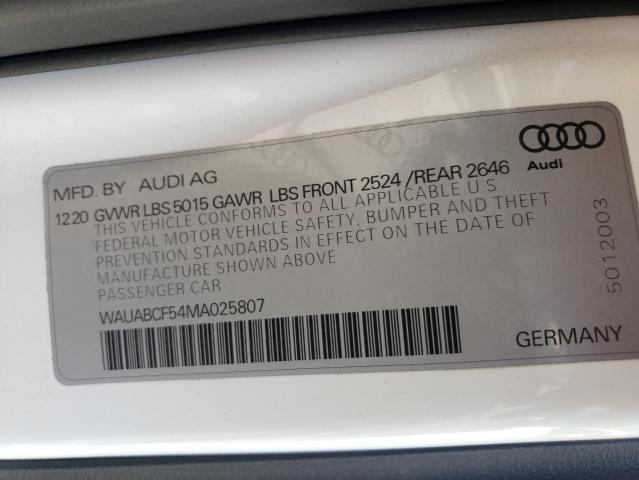 MFD. BY AUDI AG
Audi
12 20 GVWR LBS 5015 GAWR LBS FRONT 2524 / REAR 2646
THIS VEHICLE CONFORMS TO ALL APPLICABLE U.S.
FEDERAL MOTOR VEHICLE SAFETY, BUMPER AND THEFT
PREVENTION STANDARDS IN EFFECT ON THE DATE OF
MANUFACTURE SHOWN ABOVE
PASSENGER CAR
WAUABCF54MA025807
GERMANY
5012003